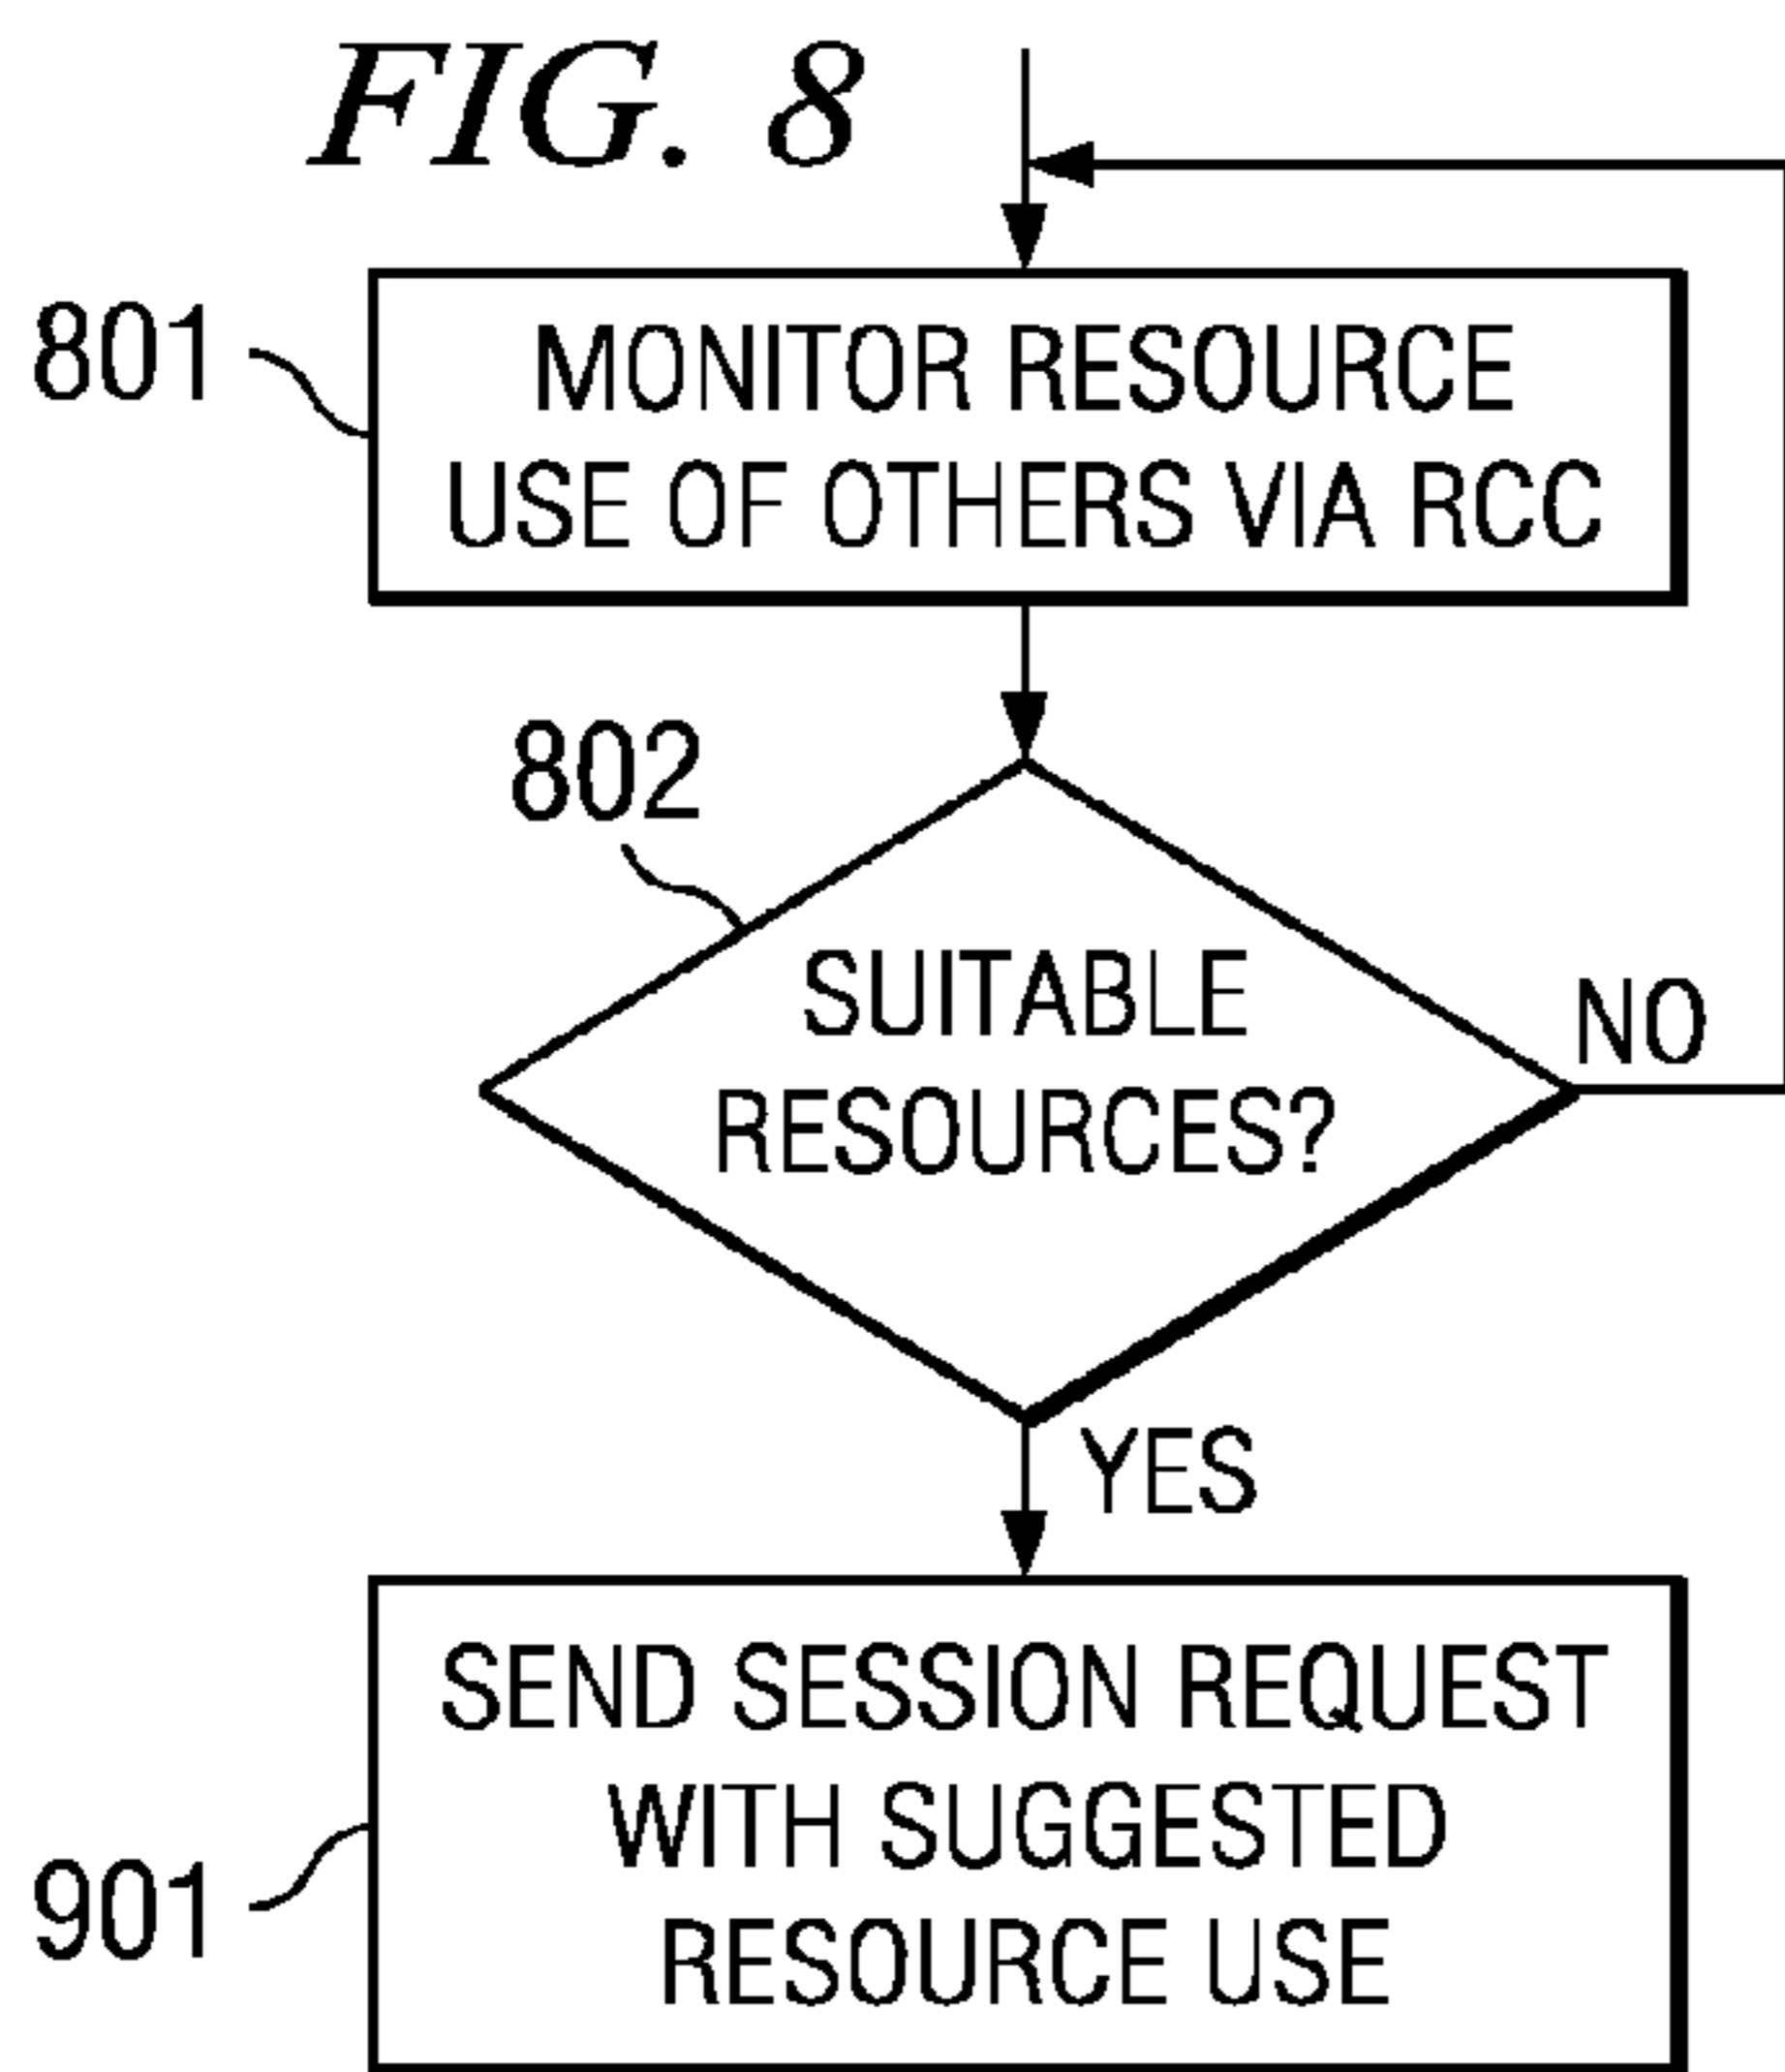 FIG. 8
801
MONITOR RESOURCE
USE OF OTHERS VIA RCC
802
SUITABLE
RESOURCES?
NO
YES
901
SEND SESSION REQUEST
WITH SUGGESTED
RESOURCE USE